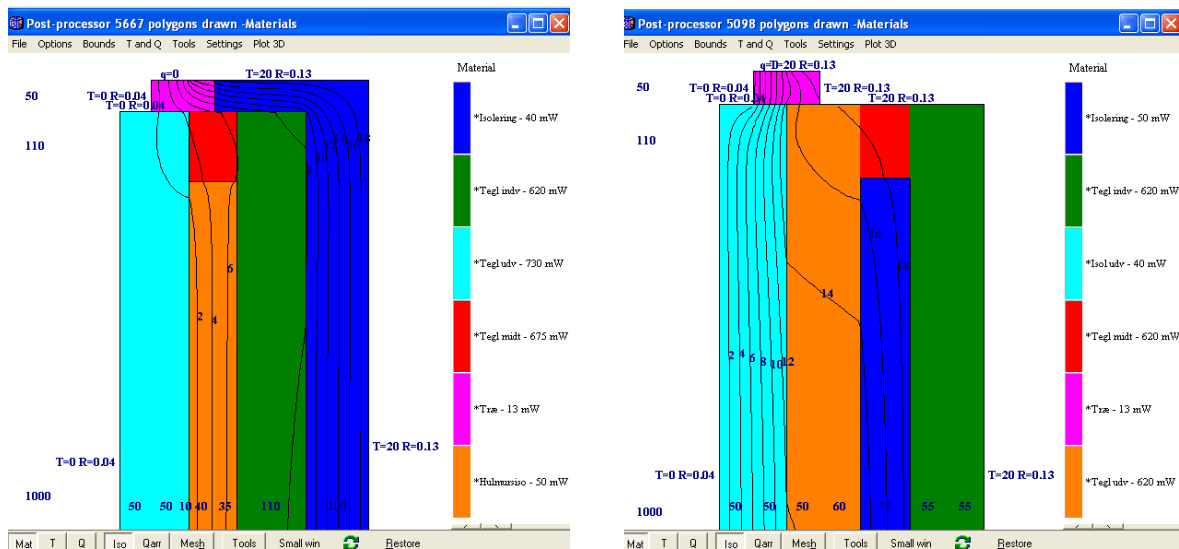 Post-processor 5667 polygons drawn -Materials
File Options Bounds T and Q Tools Settings Plot 3D
q=0
T=20 R=0.13
Material
50
T=0 R=0.04
T=0 R=0.04
*Isolering - 40 mW
110
*Tegl indv - 620 mW
*Tegl udv - 730 mW
6
2
4
*Tegl midt - 675 mW
*Træ - 13 mW
T=20 R=0.13
T=0 R=0.04
*Hulmursiso - 50 mW
1000
50 50 10 40 35 110 100
Mat T Q Iso Qarr Mesh Tools Small win Restore
Post-processor 5098 polygons drawn -Materials
File Options Bounds T and Q Tools Settings Plot 3D
T=20 R=0.13
Material
50
T=0 R=0.04
T=20 R=0.13
T=0 R=0.04
T=20 R=0.13
*Isolering - 50 mW
110
*Tegl indv - 620 mW
16
18
*Isol udv - 40 mW
14
2 4 6 8 10 12
*Tegl midt - 620 mW
*Træ - 13 mW
T=0 R=0.04
T=20 R=0.13
*Tegl udv - 620 mW
1000
50 50 50 60 75 55 55
Mat T Q Iso Qarr Mesh Tools Small win Restore